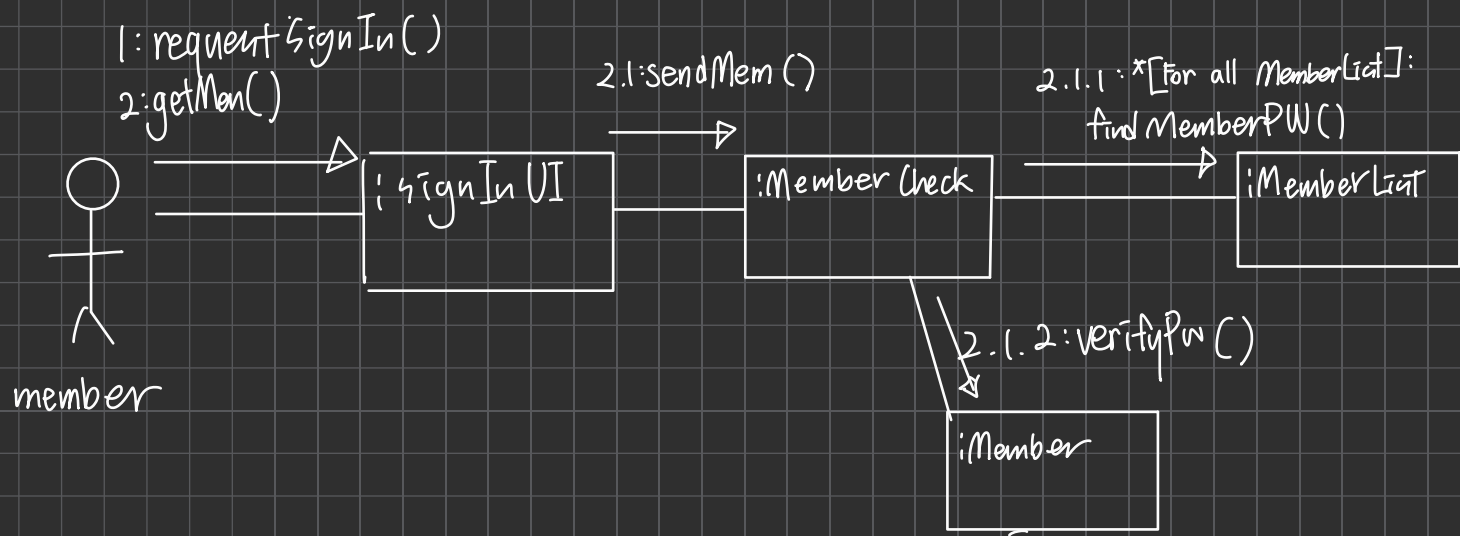 1:requentSignIn()
2:getMem()
2.1:sendMem()
2.1.1:*[For all MemberList]:
findMemberPW()
:SignIn UI
:Member Check
:MemberList
2.1.2:verifyPw()
member
:Member